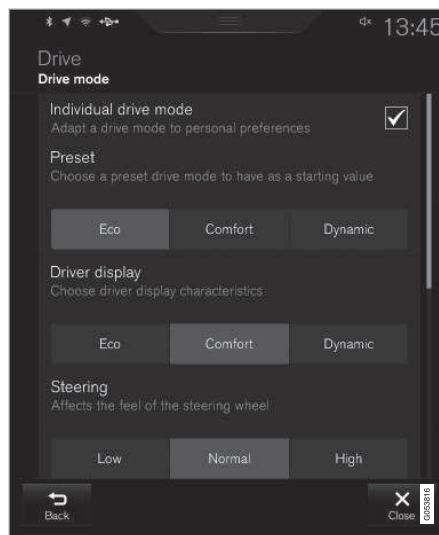 13:45
Drive
Drive mode
Individual drive mode
Adapt a drive mode to personal preferences
Preset
Choose a preset drive mode to have as a starting value
Eco Comfort Dynamic
Driver display
Choose driver display characteristics
Eco Comfort Dynamic
Steering
Affects the feel of the steering wheel
Low Normal High
Back Close
G053816